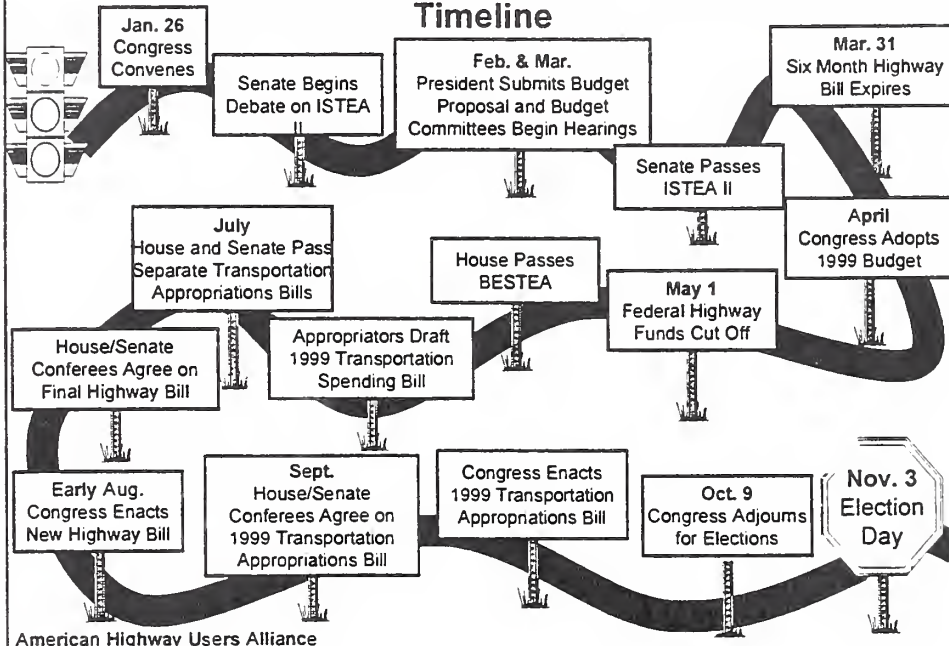 Timeline
Jan. 26
Congress
Convenes
Senate Begins
Debate on ISTEA
II
Feb. & Mar.
President Submits Budget
Proposal and Budget
Committees Begin Hearings
Senate Passes
ISTEA II
Mar. 31
Six Month Highway
Bill Expires
April
Congress Adopts
1999 Budget
May 1
Federal Highway
Funds Cut Off
House Passes
BESTEA
Appropriators Draft
1999 Transportation
Spending Bill
July
House and Senate Pass
Separate Transportation
Appropriations Bills
House/Senate
Conferees Agree on
Final Highway Bill
Early Aug.
Congress Enacts
New Highway Bill
Sept.
House/Senate
Conferees Agree on
1999 Transportation
Appropriations Bill
Congress Enacts
1999 Transportation
Appropriations Bill
Oct. 9
Congress Adjourns
for Elections
Nov. 3
Election
Day
American Highway Users Alliance